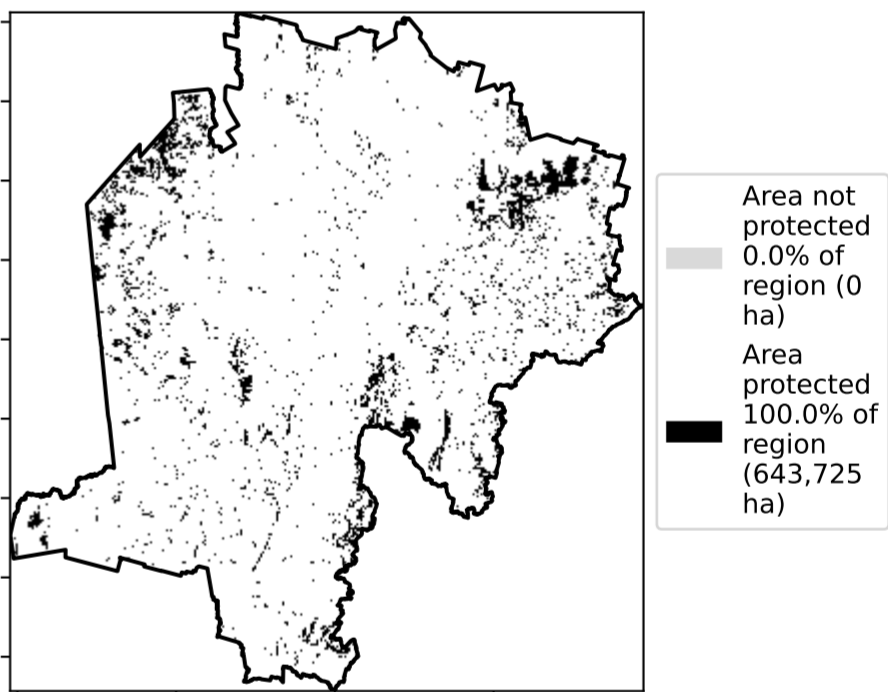 Area not
protected
0.0% of
region (0
ha)
Area
protected
100.0% of
region
(643,725
ha)